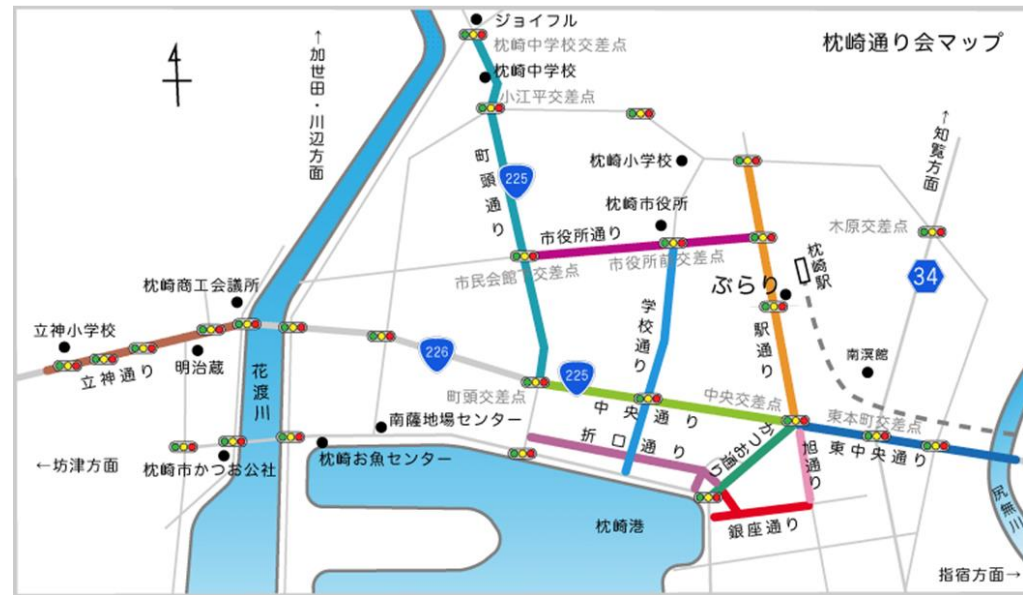 枕崎通り会マップ
ジョイフル
枕崎中学校交差点
枕崎中学校
小江平交差点
↑加世田・川辺方面
↑知覧方面
町頭通り
225
枕崎小学校
枕崎市役所
木原交差点
市役所通り
市民会館下交差点
市役所前交差点
枕崎駅
34
ぶらり
枕崎商工会議所
立神小学校
学校通り
駅通り
226
南溟館
明治蔵
立神通り
花渡川
225
町頭交差点
中央通り
中央交差点
東本町交差点
南薩地場センター
折口通り
かつお通り
旭通り
東中央通り
←坊津方面
枕崎市かつお公社
枕崎お魚センター
尻無川
枕崎港
銀座通り
指宿方面→